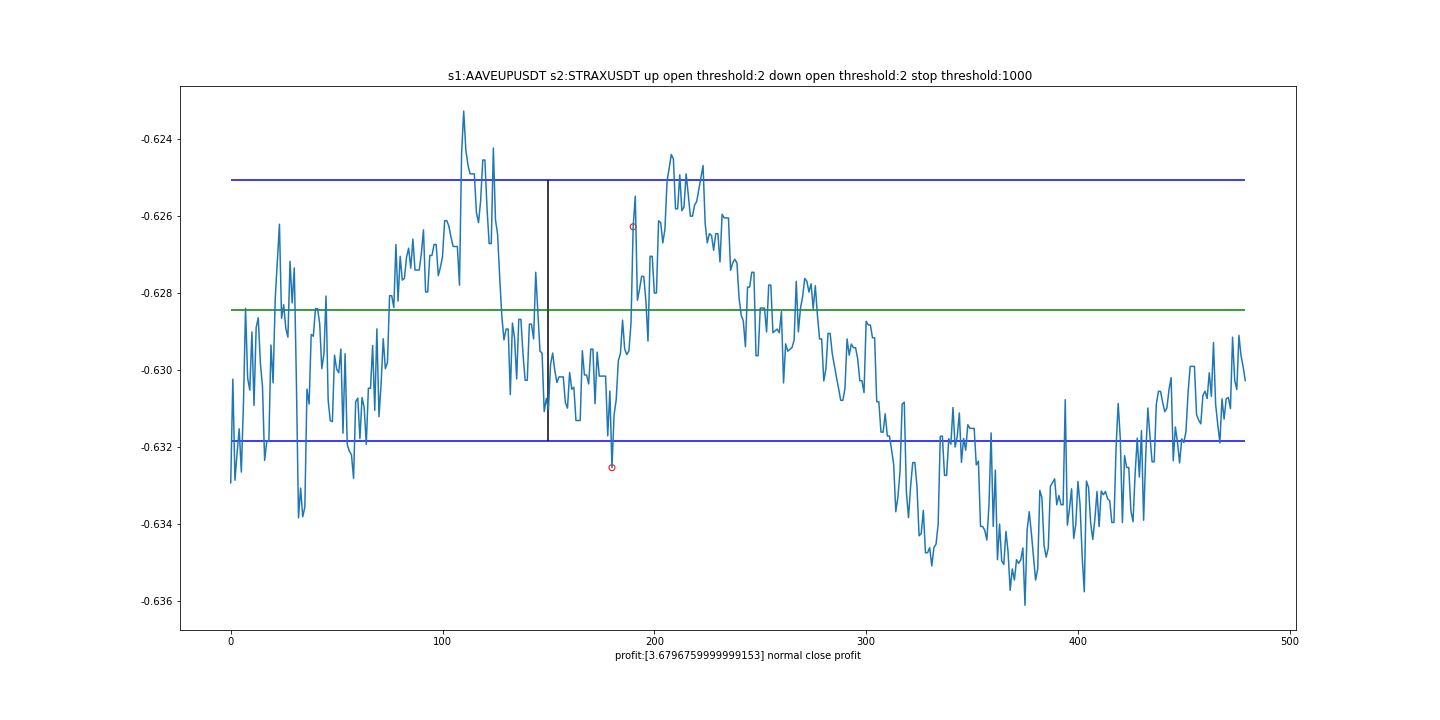 s1:AAVEUPUSDT s2:STRAXUSDT up open threshold:2 down open threshold:2 stop threshold:1000
-0.624
-0.626
-0.628
-0.630
-0.632
-0.634
-0.636
0 100 200 300 400 500
profit:[3.6796759999999153] normal close profit